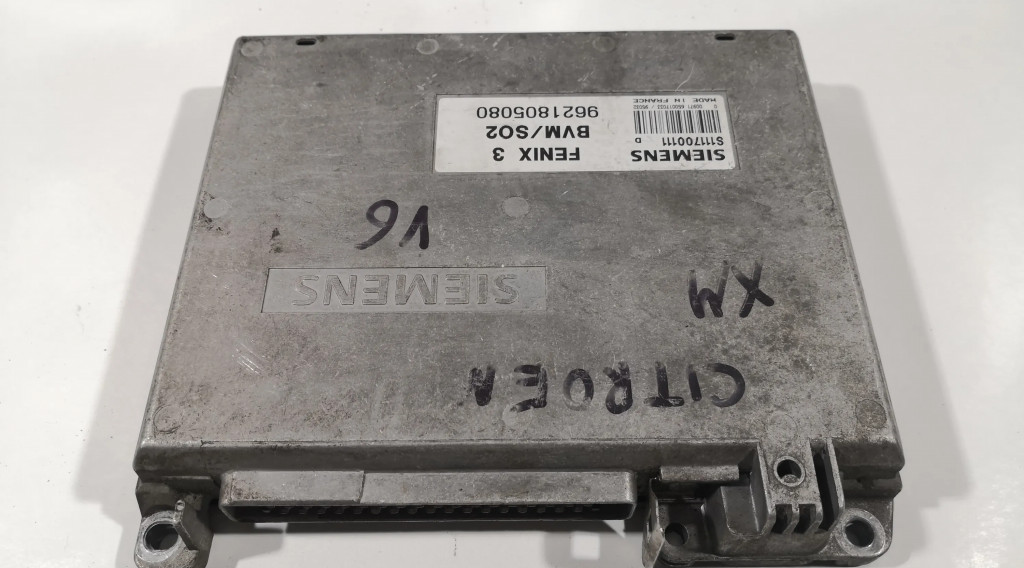 SIEMENS
FENIX 3
S111700111
D
BVM/SO2
9621805080
MADE IN FRANCE
V6
SIEMENS
XM
CITROEN